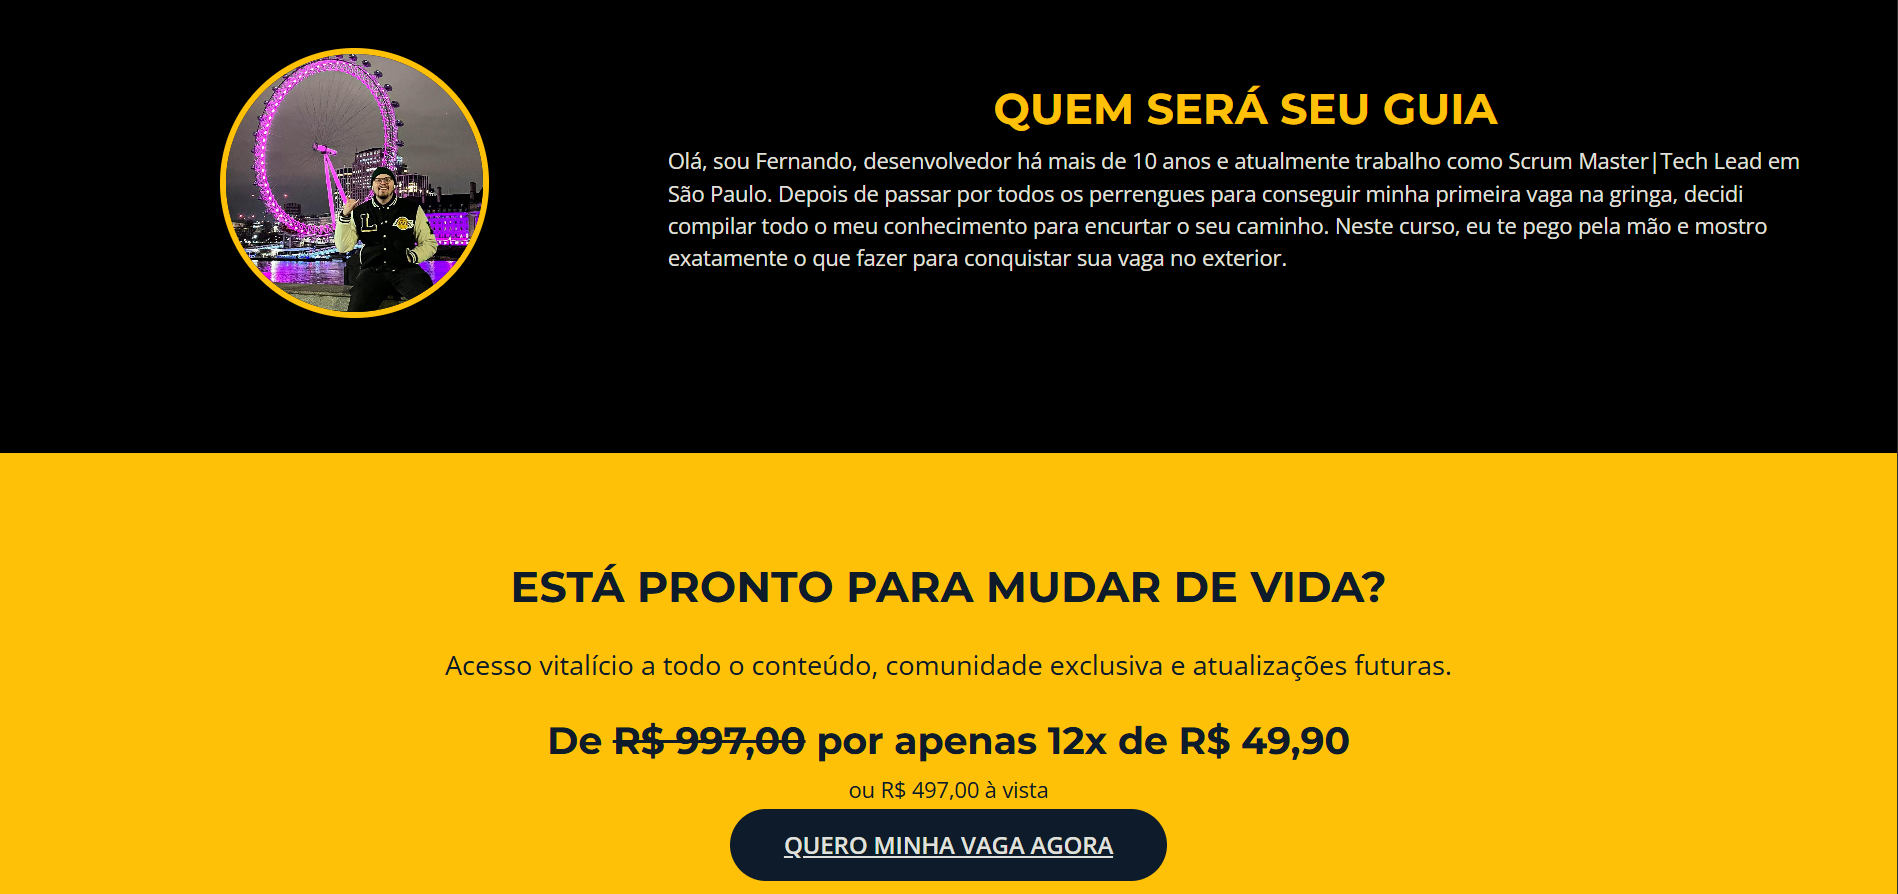 QUEM SERÁ SEU GUIA
Olá, sou Fernando, desenvolvedor há mais de 10 anos e atualmente trabalho como Scrum Master|Tech Lead em
São Paulo. Depois de passar por todos os perrengues para conseguir minha primeira vaga na gringa, decidi
compilar todo o meu conhecimento para encurtar o seu caminho. Neste curso, eu te pego pela mão e mostro
exatamente o que fazer para conquistar sua vaga no exterior.
L
ESTÁ PRONTO PARA MUDAR DE VIDA?
Acesso vitalício a todo o conteúdo, comunidade exclusiva e atualizações futuras.
De R$ 997,00 por apenas 12x de R$ 49,90
ou R$ 497,00 à vista
QUERO MINHA VAGA AGORA